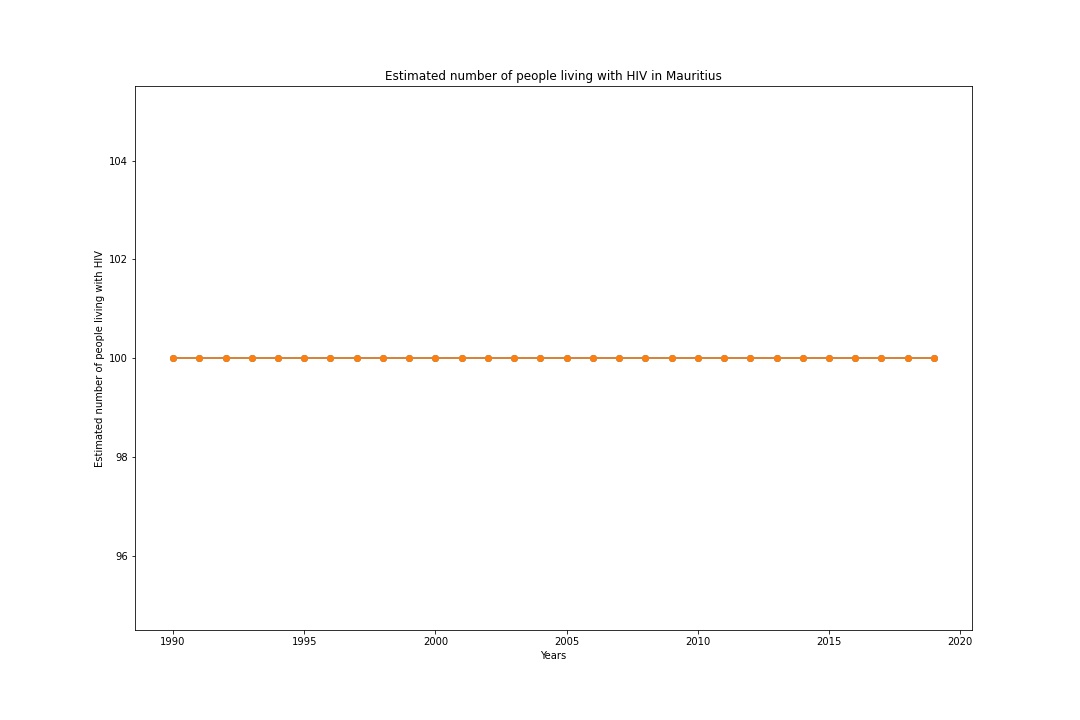 Estimated number of people living with HIV in Mauritius
Estimated number of people living with HIV
104
102
100
98
96
1990 1995 2000 2005 2010 2015 2020
Years